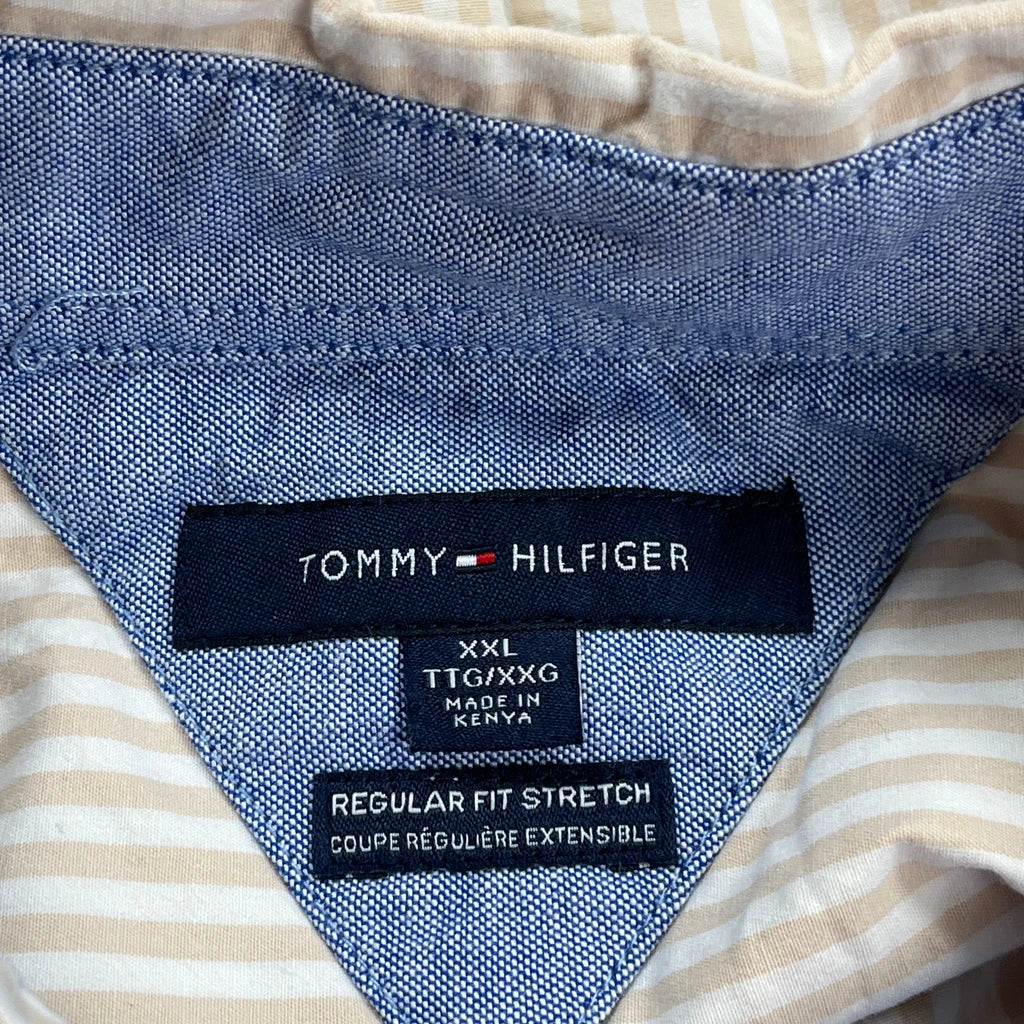 TOMMY HILFIGER
XXL
TTG/XXG
MADE IN
KENYA
REGULAR FIT STRETCH
COUPE RÉGULIÈRE EXTENSIBLE